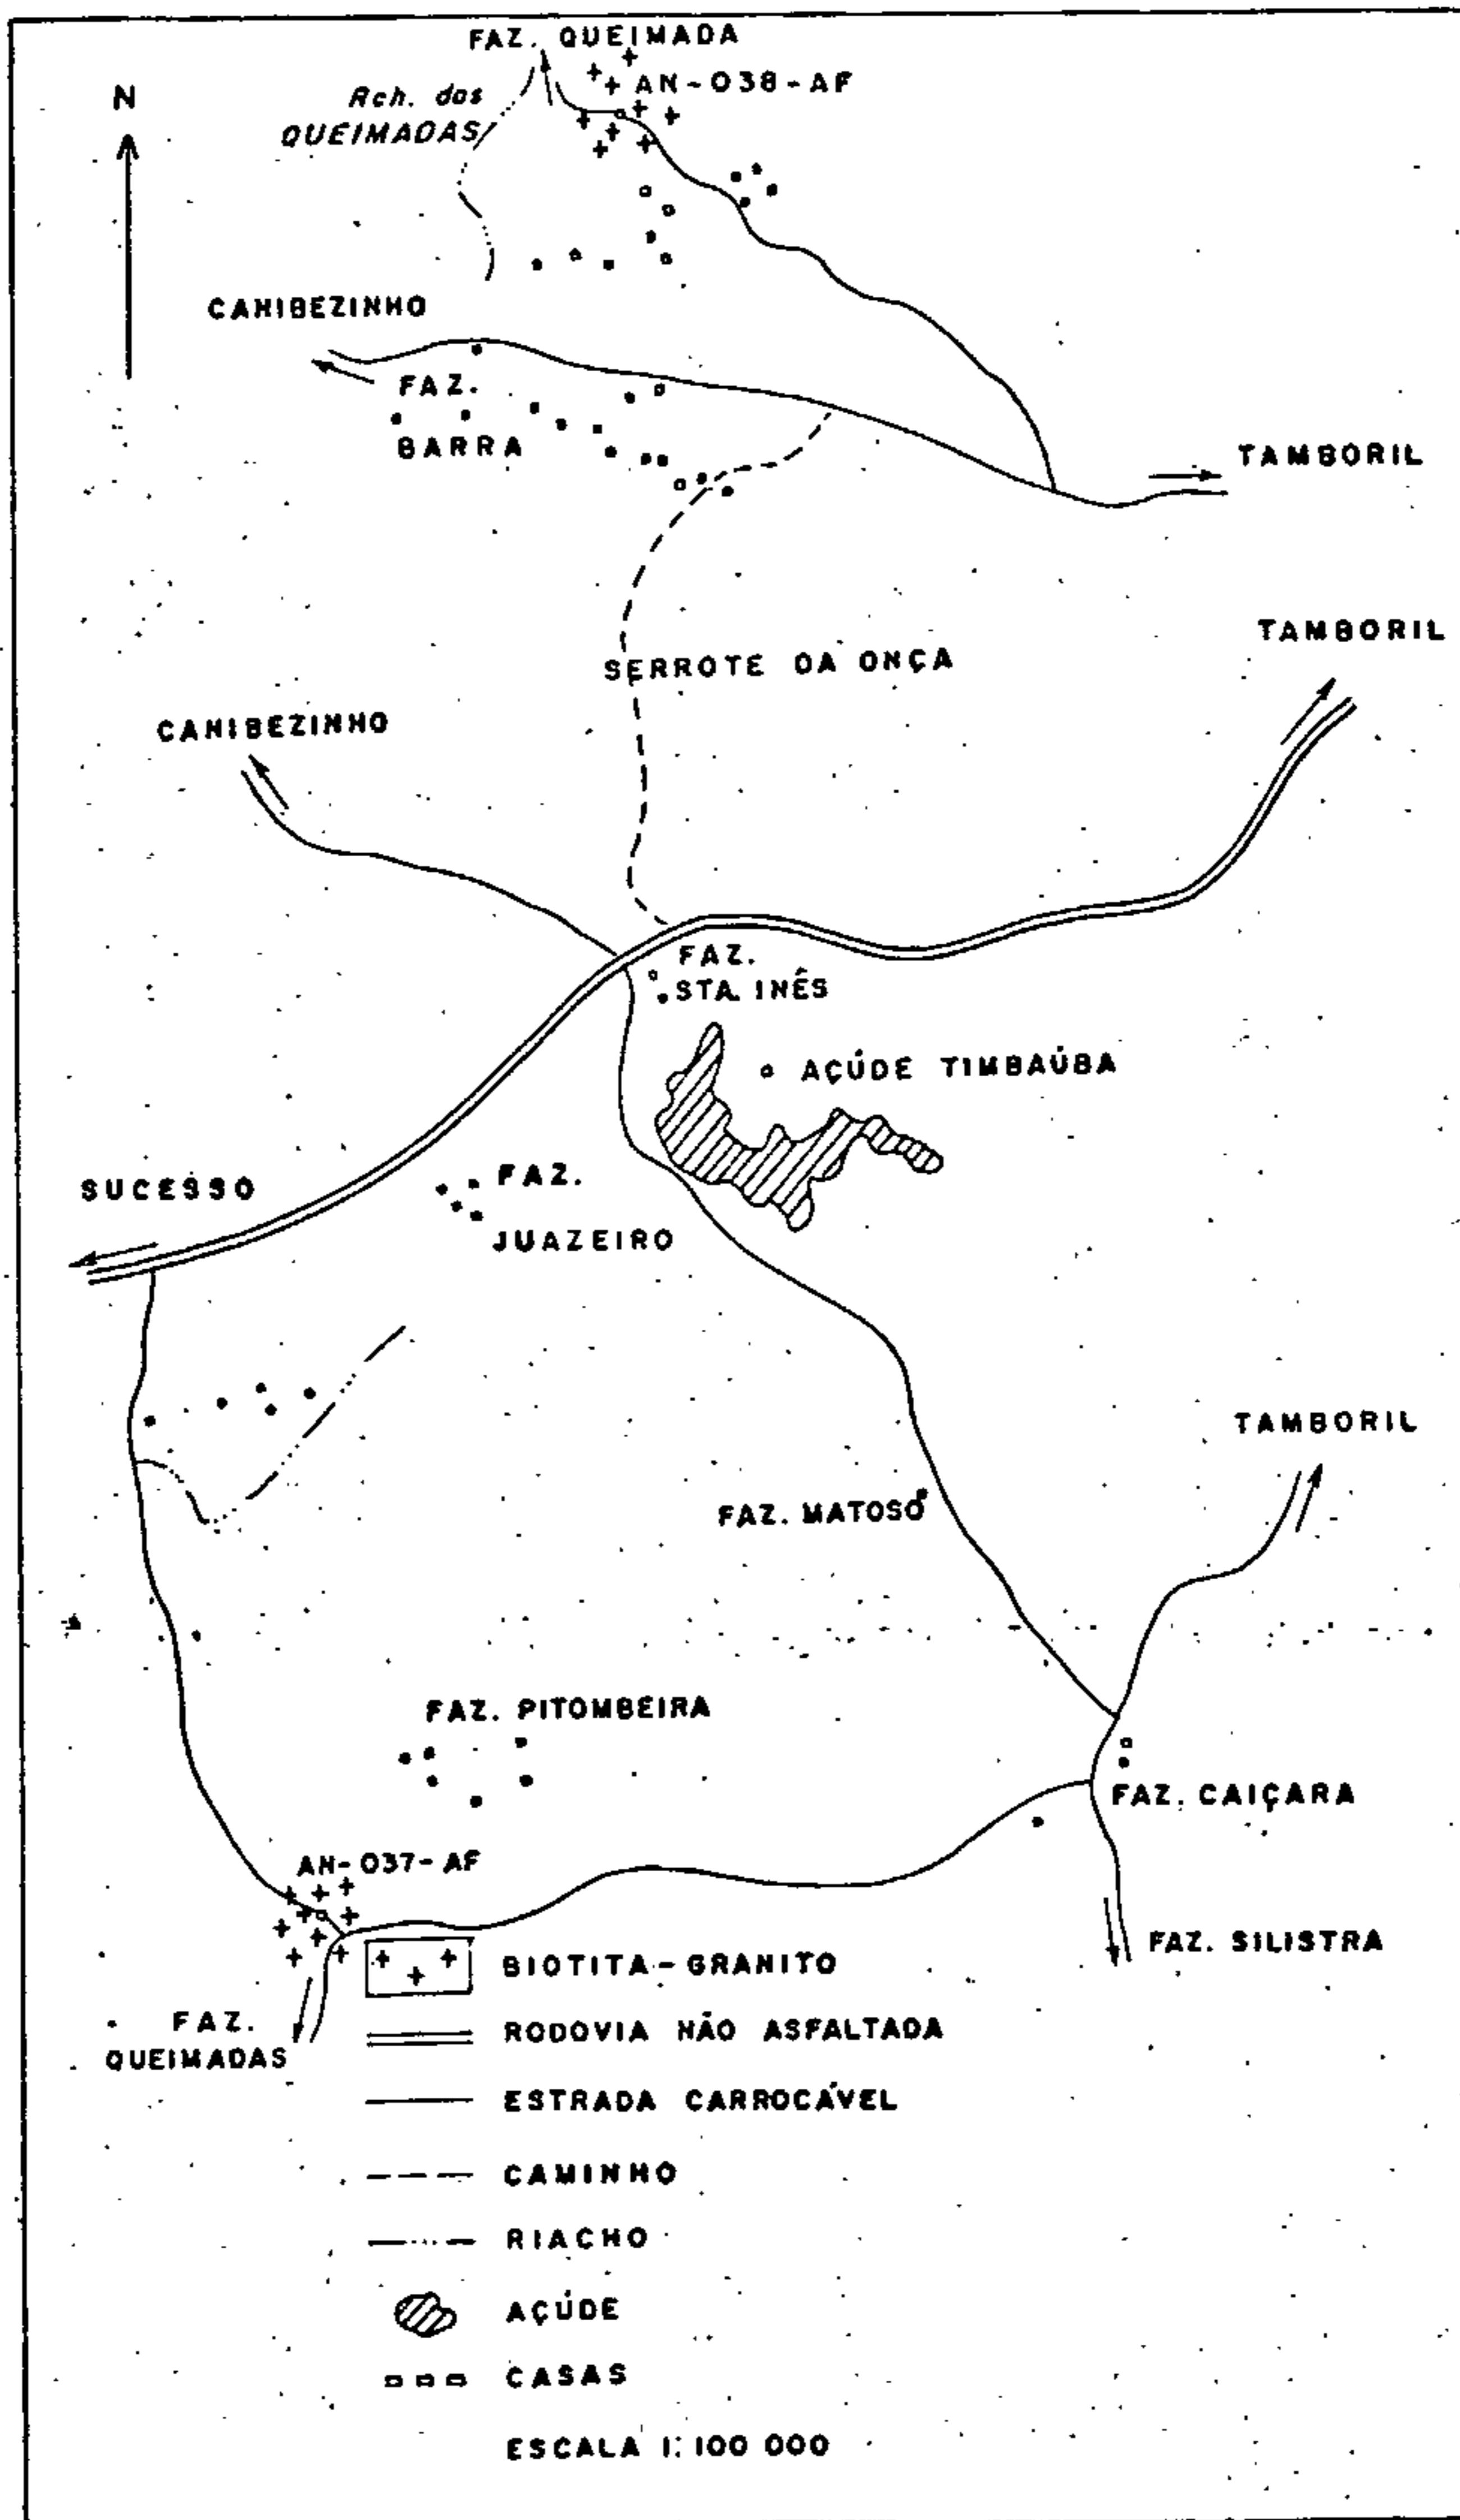 FAZ. QUEIMADA
AN-038-AF
N
Rch. das
QUEIMADAS
CANIBEZINHO
FAZ.
BARRA
TAMBORIL
TAMBORIL
SERROTE DA ONÇA
CANIBEZINHO
FAZ.
STA. INÊS
AÇÚDE TIMBAÚBA
SUCESSO
FAZ.
JUAZEIRO
TAMBORIL
FAZ. MATOSO
FAZ. PITOMBEIRA
FAZ. CAIÇARA
AN-037-AF
FAZ. SILISTRA
BIOTITA-GRANITO
FAZ.
QUEIMADAS
RODOVIA NÃO ASFALTADA
ESTRADA CARROCÁVEL
CAMINHO
RIACHO
AÇÚDE
CASAS
ESCALA 1:100 000